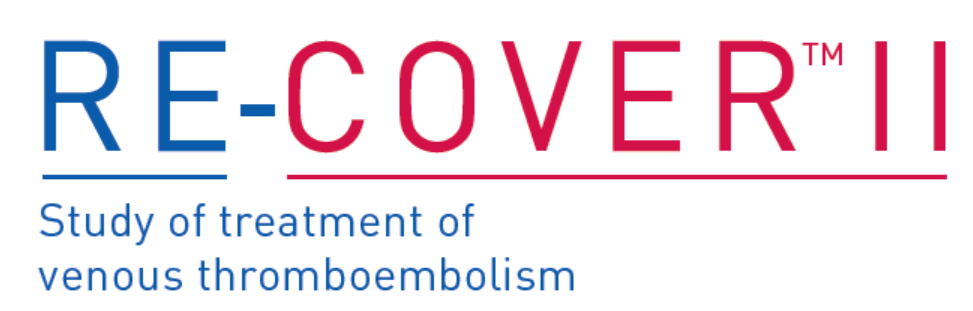 RE-COVER™ II
Study of treatment of
venous thromboembolism